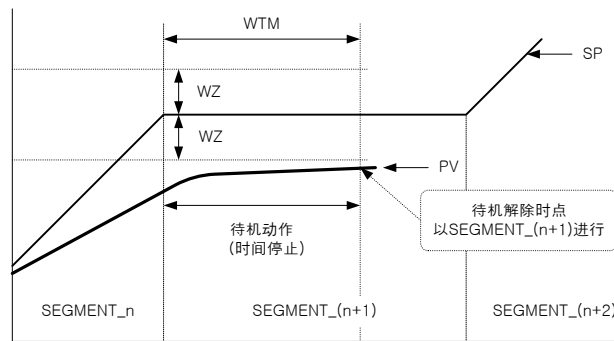 WTM
SP
WZ
WZ
PV
待机动作
(时间停止)
待机解除时点
以SEGMENT_(n+1)进行
SEGMENT_n
SEGMENT_(n+1)
SEGMENT_(n+2)